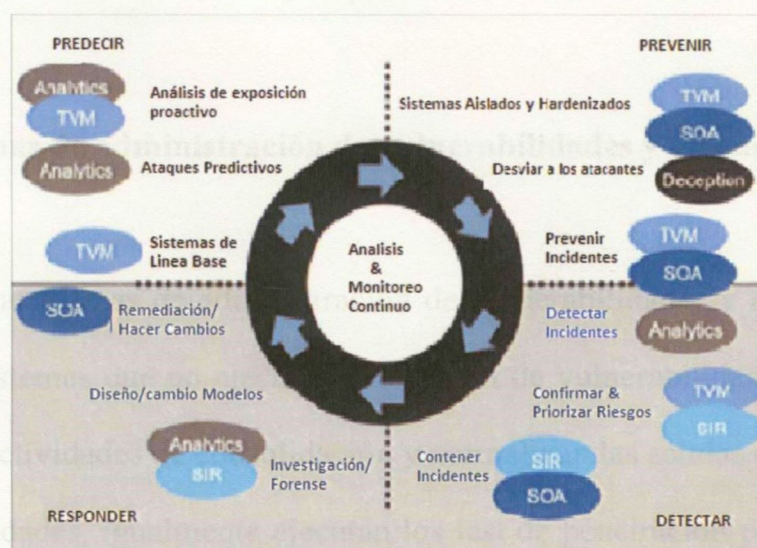 PREDECIR
Analytics
TVM
Análisis de exposición
proactivo
Analytics
Ataques Predictivos
TVM
Sistemas de
Linea Base
PREVENIR
Sistemas Aislados y Hardenizados
TVM
SOA
Desviar a los atacantes
Deception
Prevenir
Incidentes
TVM
SOA
Analisis
&
Monitoreo
Continuo
Detectar
Incidentes
Analytics
Confirmar &
Priorizar Riesgos
TVM
SIR
Contener
Incidentes
SIR
SOA
DETECTAR
SOA
Remediación/
Hacer Cambios
Diseño/cambio Modelos
Analytics
SIR
Investigación/
Forense
RESPONDER